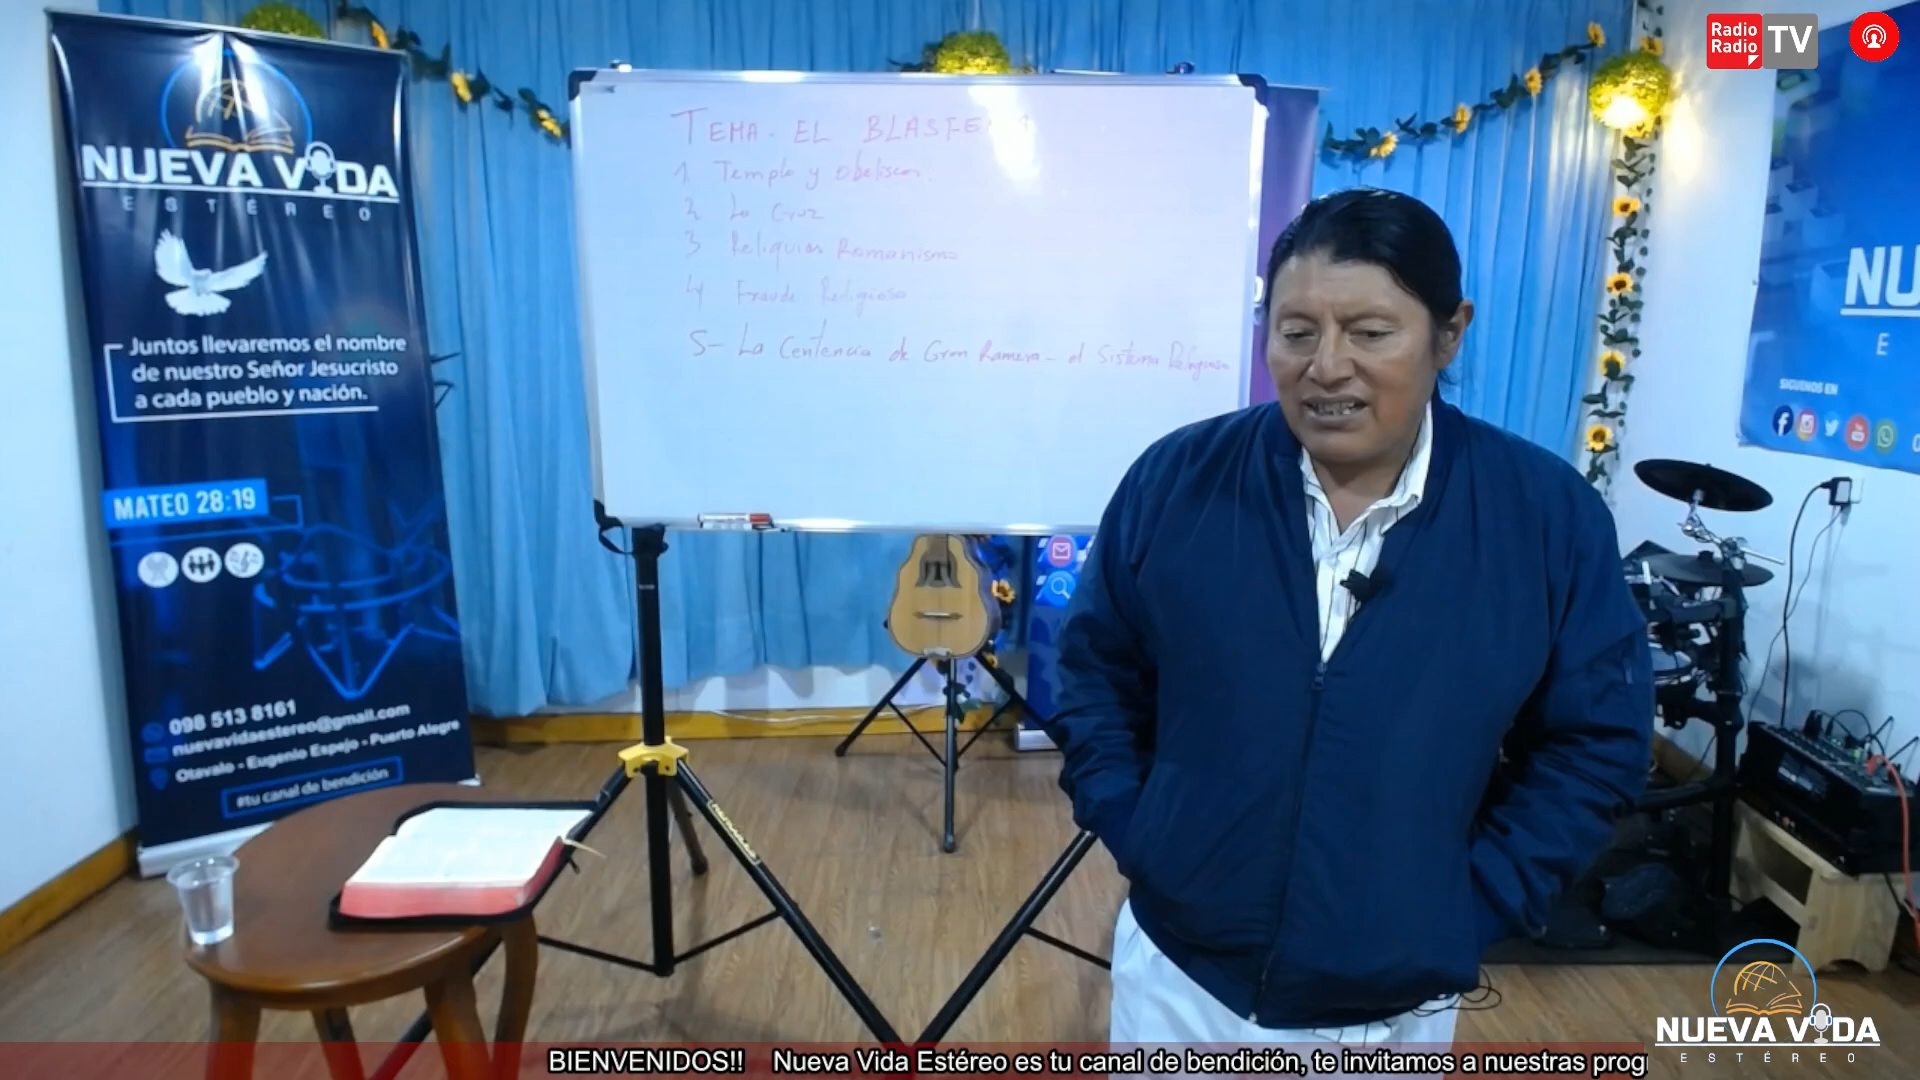 Radio
Radio TV
NUEVA VIDA
ESTÉREO
Juntos llevaremos el nombre
de nuestro Señor Jesucristo
a cada pueblo y nación.
MATEO 28:19
098 513 8161
nuevavidaestereo@gmail.com
Otavalo - Eugenio Espejo - Puerto Alegre
#tu canal de bendición
TEMA. EL
1 Templo y Obeliscos.
2 La Cruz
3 Reliquias Romanismo
4 Fraude Religioso
5- La Centencia de Gran Ramera - el Sistema Religioso
NU
E
SIGUENOS EN
BIENVENIDOS!! Nueva Vida Estéreo es tu canal de bendición, te invitamos a nuestras prog
NUEVA VIDA
ESTÉREO